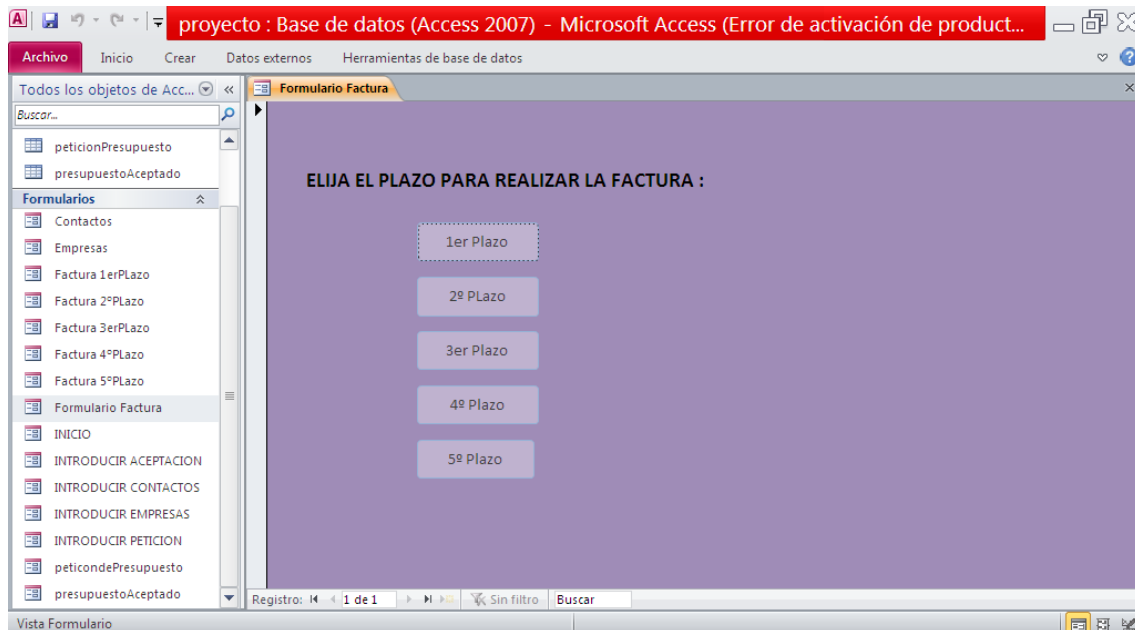 proyecto : Base de datos (Access 2007) - Microsoft Access (Error de activación de product...
Archivo Inicio Crear Datos externos Herramientas de base de datos
Todos los objetos de Acc... «
Buscar...
peticionPresupuesto
presupuestoAceptado
Formularios
Contactos
Empresas
Factura 1erPLazo
Factura 2ºPLazo
Factura 3erPLazo
Factura 4ºPLazo
Factura 5ºPLazo
Formulario Factura
INICIO
INTRODUCIR ACEPTACION
INTRODUCIR CONTACTOS
INTRODUCIR EMPRESAS
INTRODUCIR PETICION
peticondePresupuesto
presupuestoAceptado
Formulario Factura
ELIJA EL PLAZO PARA REALIZAR LA FACTURA :
1er Plazo
2º PLazo
3er Plazo
4º Plazo
5º Plazo
Registro: 1 de 1 Sin filtro Buscar
Vista Formulario